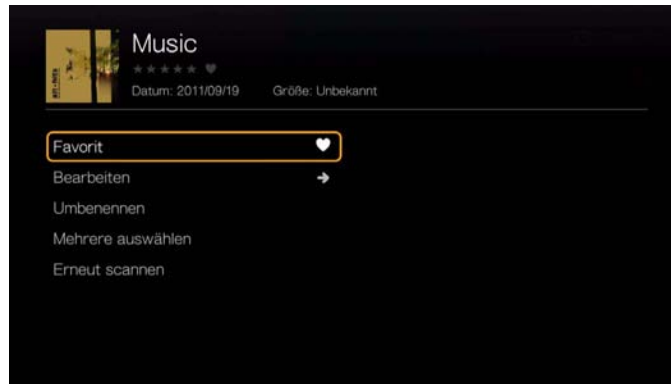 Music
Datum: 2011/09/19 Größe: Unbekannt
Favorit
Bearbeiten
Umbenennen
Mehrere auswählen
Erneut scannen